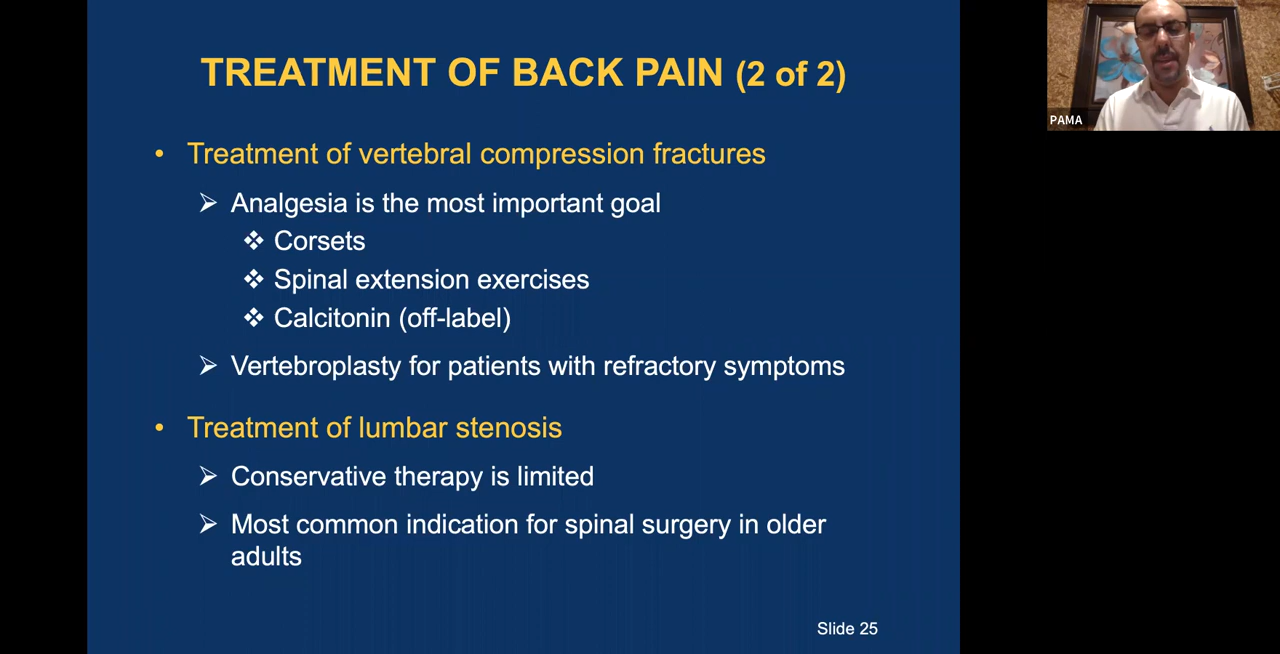 TREATMENT OF BACK PAIN (2 of 2)
PAMA
• Treatment of vertebral compression fractures
➢ Analgesia is the most important goal
❖ Corsets
❖ Spinal extension exercises
❖ Calcitonin (off-label)
➢ Vertebroplasty for patients with refractory symptoms
• Treatment of lumbar stenosis
➢ Conservative therapy is limited
➢ Most common indication for spinal surgery in older
adults
Slide 25